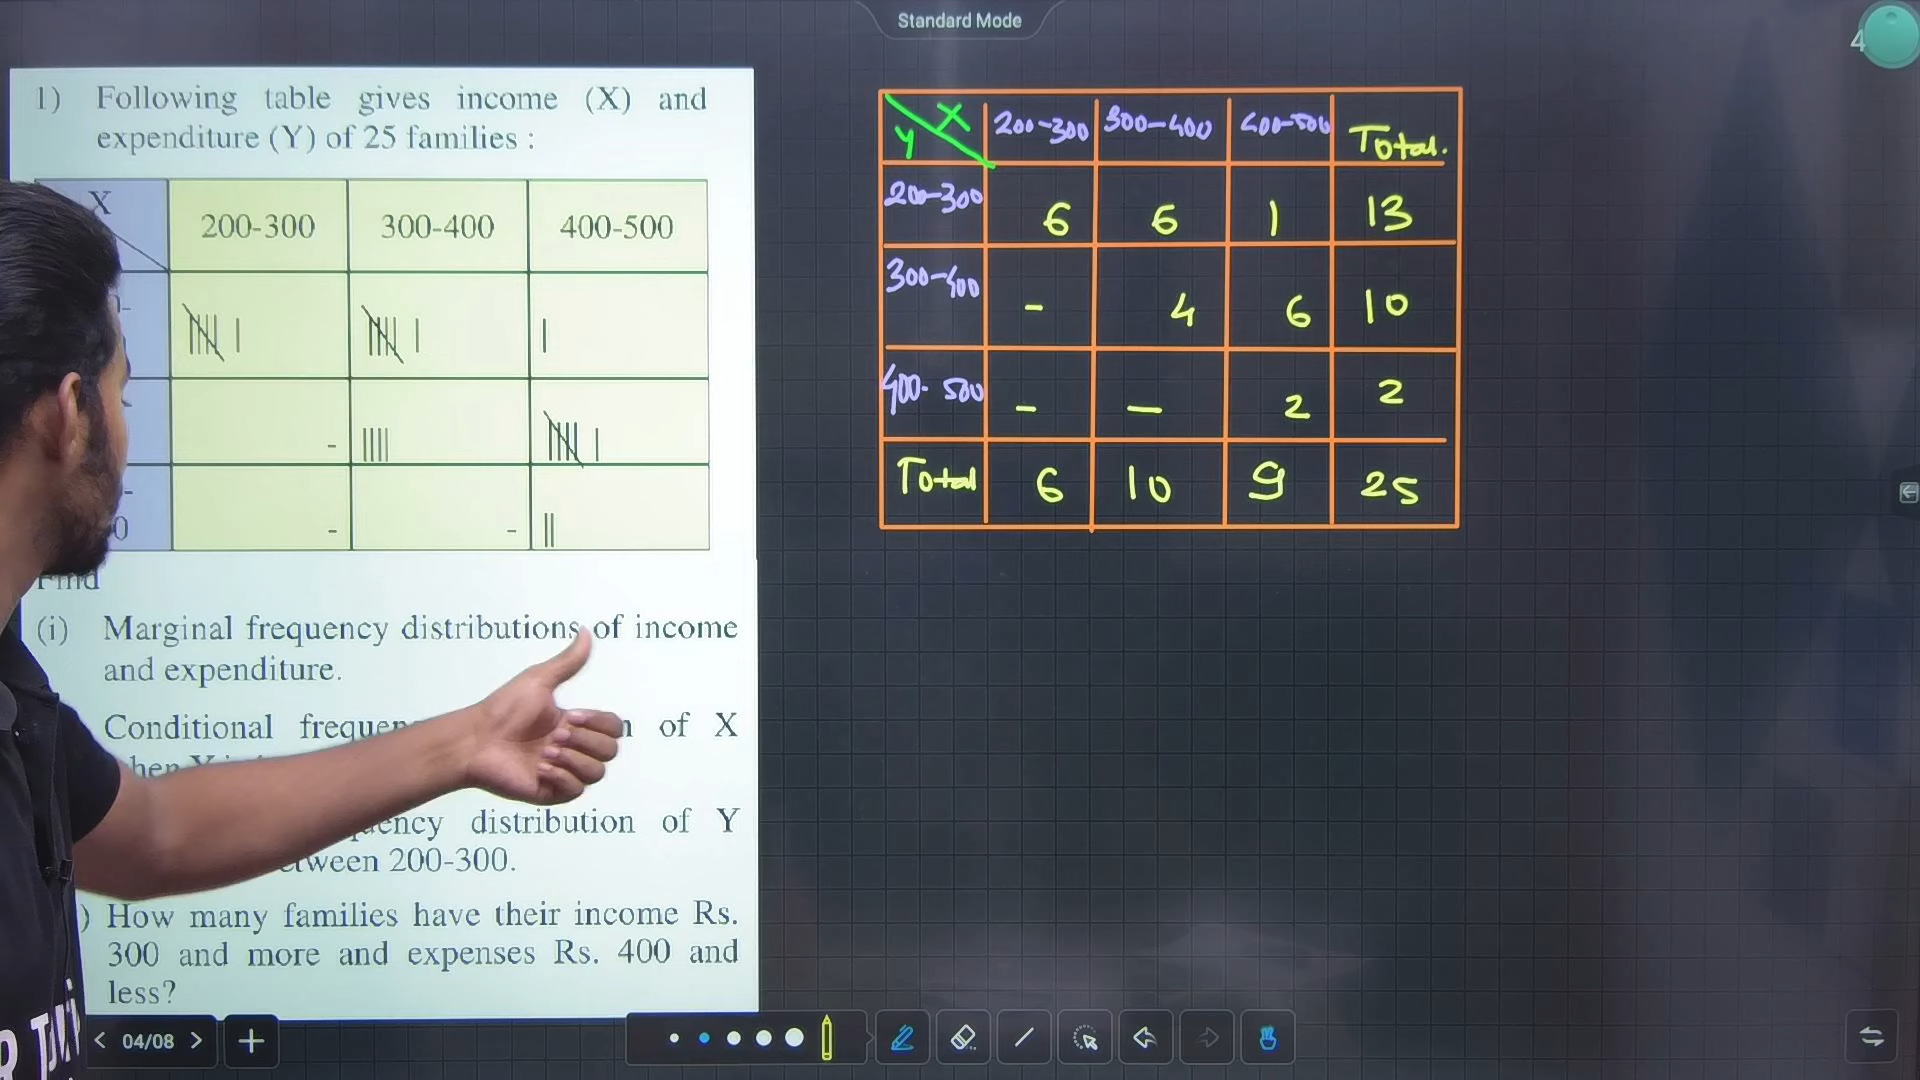 Standard Mode
4
1) Following table gives income (X) and
expenditure (Y) of 25 families :
X
200-300 300-400 400-500
-
- -
0
Find
(i) Marginal frequency distributions of income
and expenditure.
Conditional of X
distribution of Y
200-300.
) How many families have their income Rs.
300 and more and expenses Rs. 400 and
less?
X Y 200-300 300-400 400-500 Total.
200-300 6 6 1 13
300-400 - 4 6 10
400-500 - - 2 2
Total 6 10 9 25
04/08